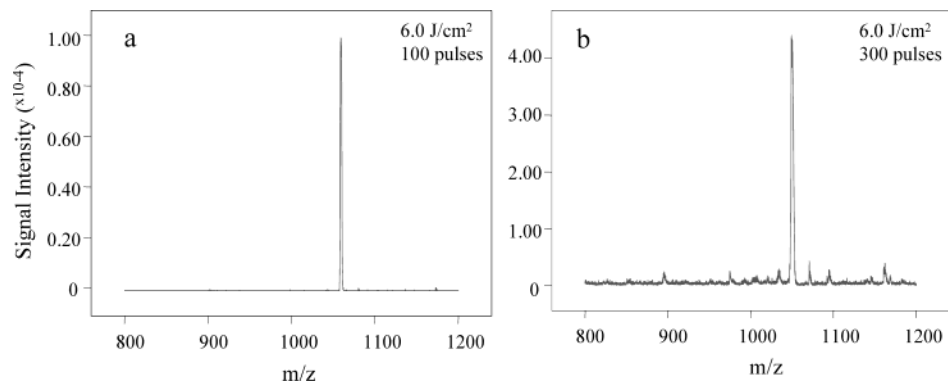 a
6.0 J/cm²
100 pulses
Signal Intensity (x10-4)
1.00
0.80
0.60
0.40
0.20
0
800 900 1000 1100 1200
m/z
b
6.0 J/cm²
300 pulses
4.00
3.00
2.00
1.00
0
800 900 1000 1100 1200
m/z